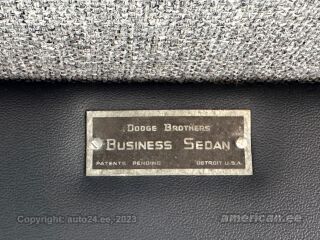 Dodge Brothers
Business Sedan
Patents Pending Detroit U.S.A.
Copyright: auto24.ee, 2023
american.ee